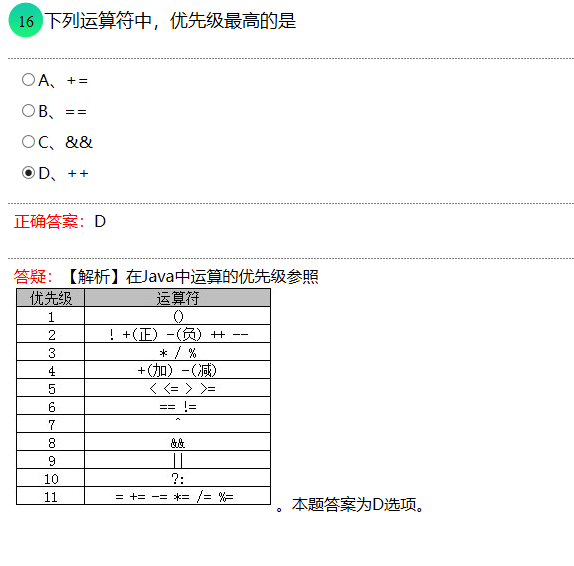 16 下列运算符中，优先级最高的是
A、+=
B、==
C、&&
D、++
正确答案：D
答疑：【解析】在Java中运算的优先级参照
优先级 运算符
1 ()
2 ! +(正) -(负) ++ --
3 * / %
4 +(加) -(减)
5 < <= > >=
6 == !=
7 ^
8 &&
9 ||
10 ?:
11 = += -= *= /= %=
。本题答案为D选项。